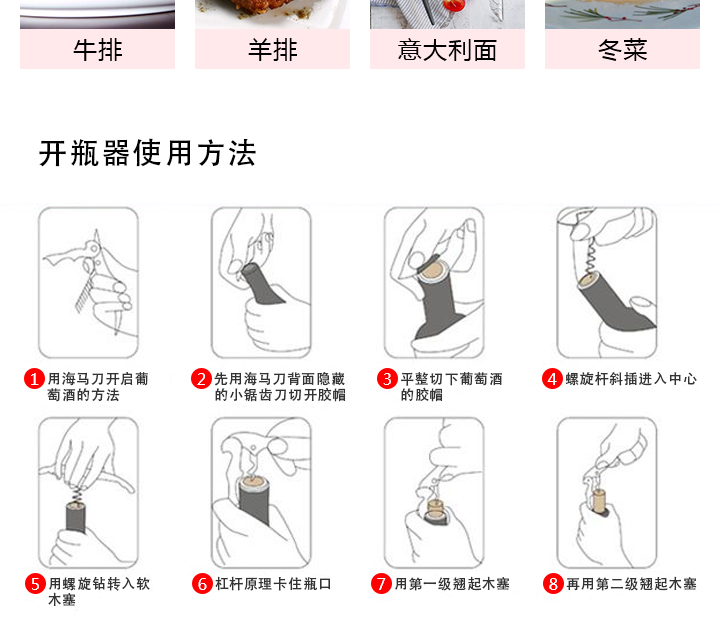 牛排 羊排 意大利面 冬菜
开瓶器使用方法
1 用海马刀开启葡
萄酒的方法
2 先用海马刀背面隐藏
的小锯齿刀切开胶帽
3 平整切下葡萄酒
的胶帽
4 螺旋杆斜插进入中心
5 用螺旋钻转入软
木塞
6 杠杆原理卡住瓶口
7 用第一级翘起木塞
8 再用第二级翘起木塞